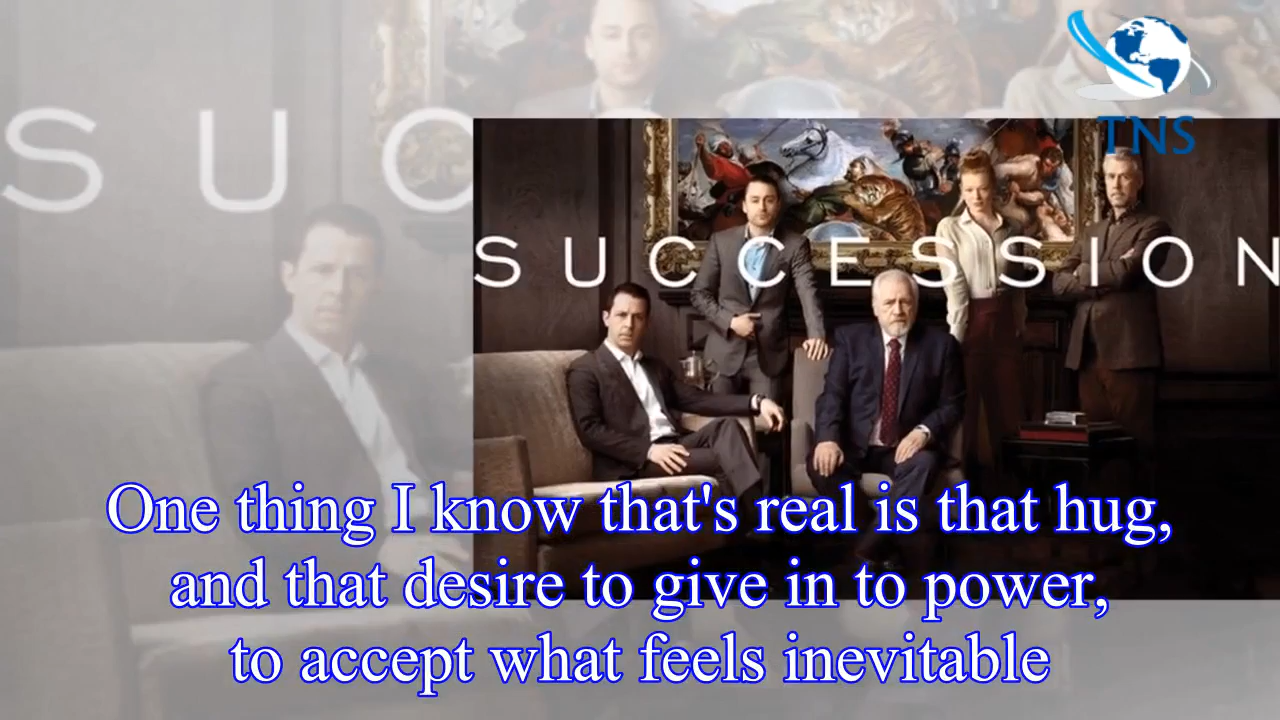 SUC
TNS
SUCCESSION
One thing I know that's real is that hug,
and that desire to give in to power,
to accept what feels inevitable